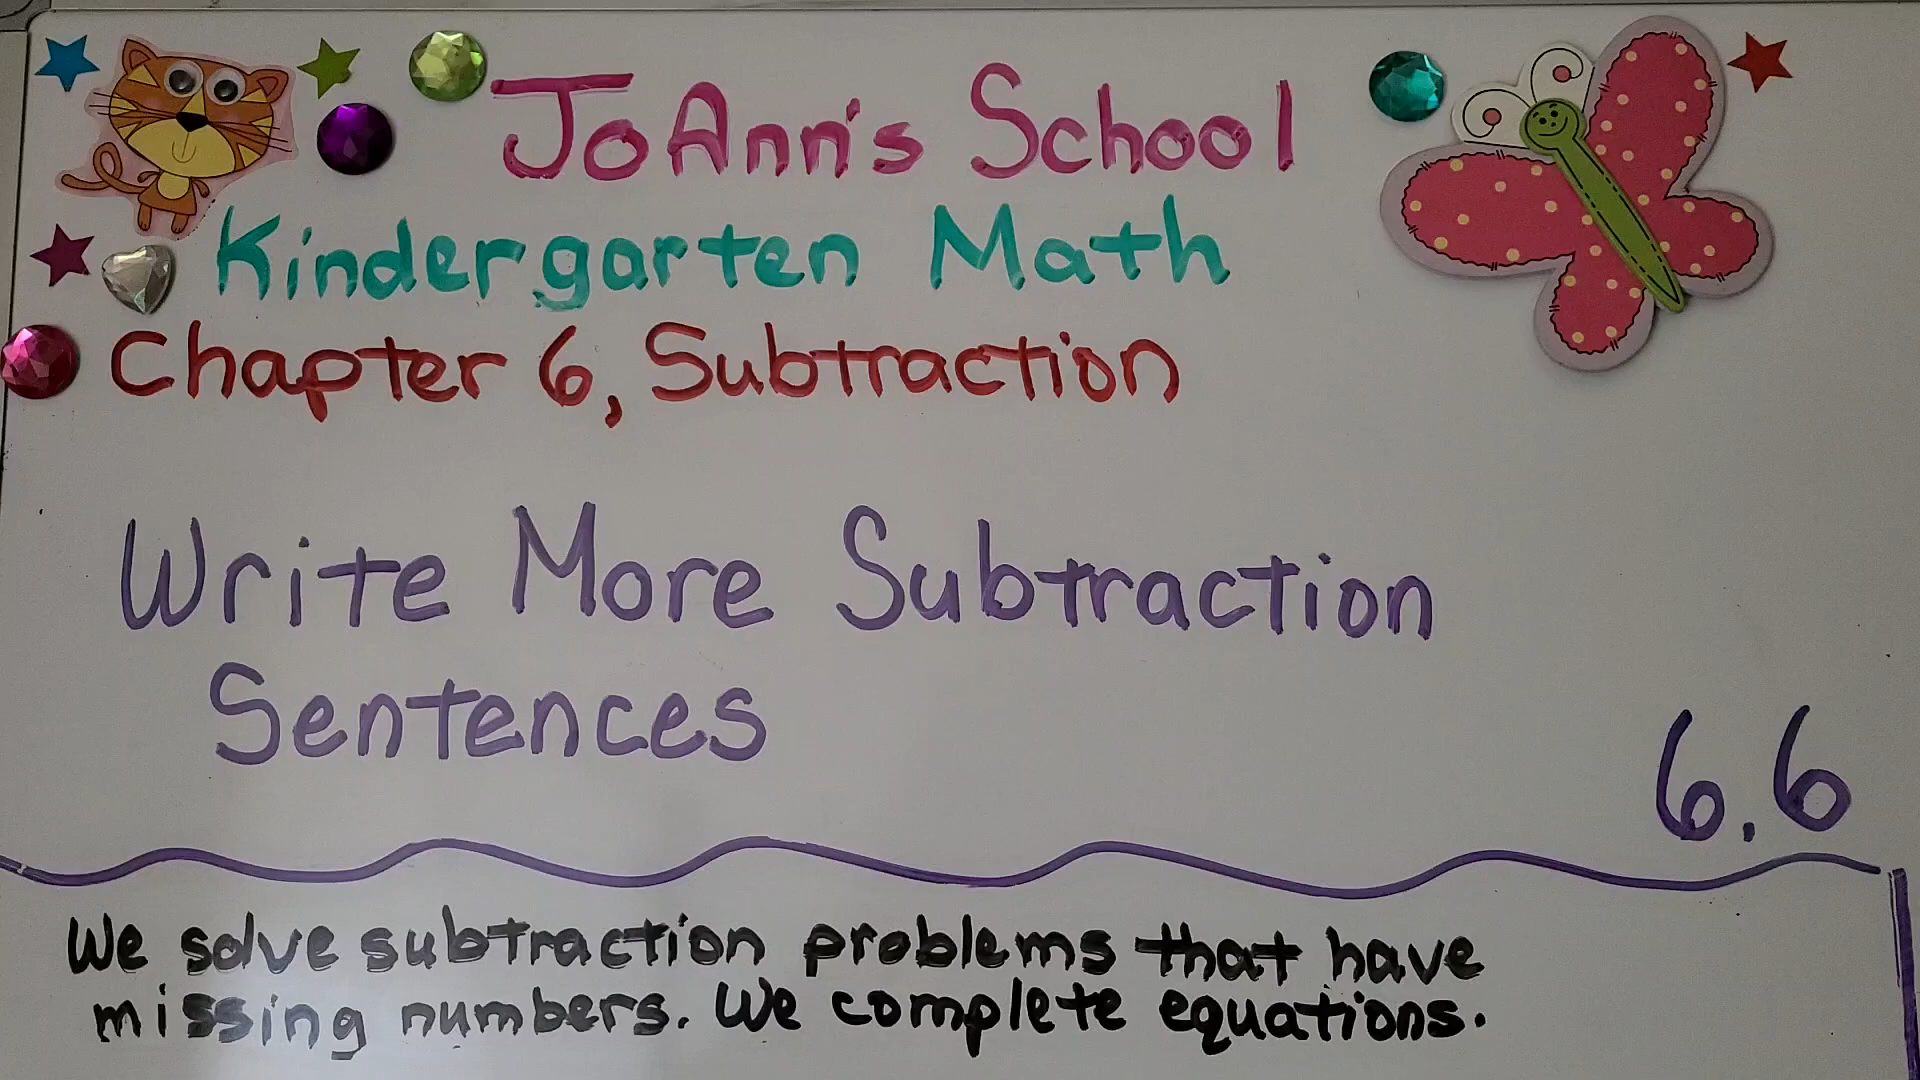 JoAnn's School
Kindergarten Math
Chapter 6, Subtraction
Write More Subtraction
Sentences
6.6
We solve subtraction problems that have
missing numbers. We complete equations.